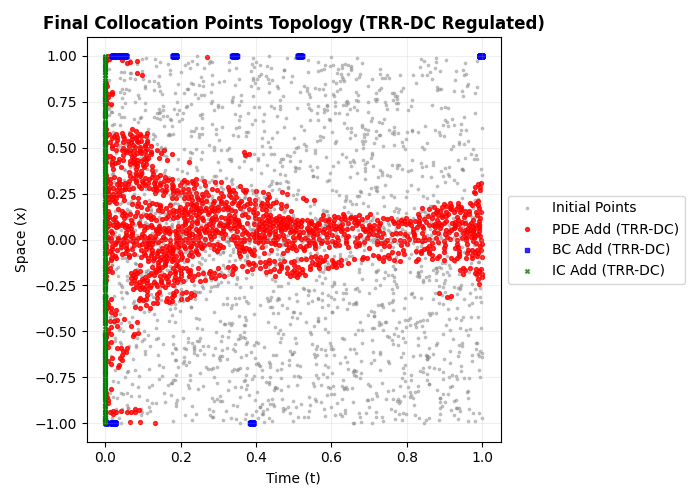 Final Collocation Points Topology (TRR-DC Regulated)
1.00
0.75
0.50
0.25
0.00
−0.25
−0.50
−0.75
−1.00
Space (x)
0.0 0.2 0.4 0.6 0.8 1.0
Time (t)
Initial Points
PDE Add (TRR-DC)
BC Add (TRR-DC)
IC Add (TRR-DC)